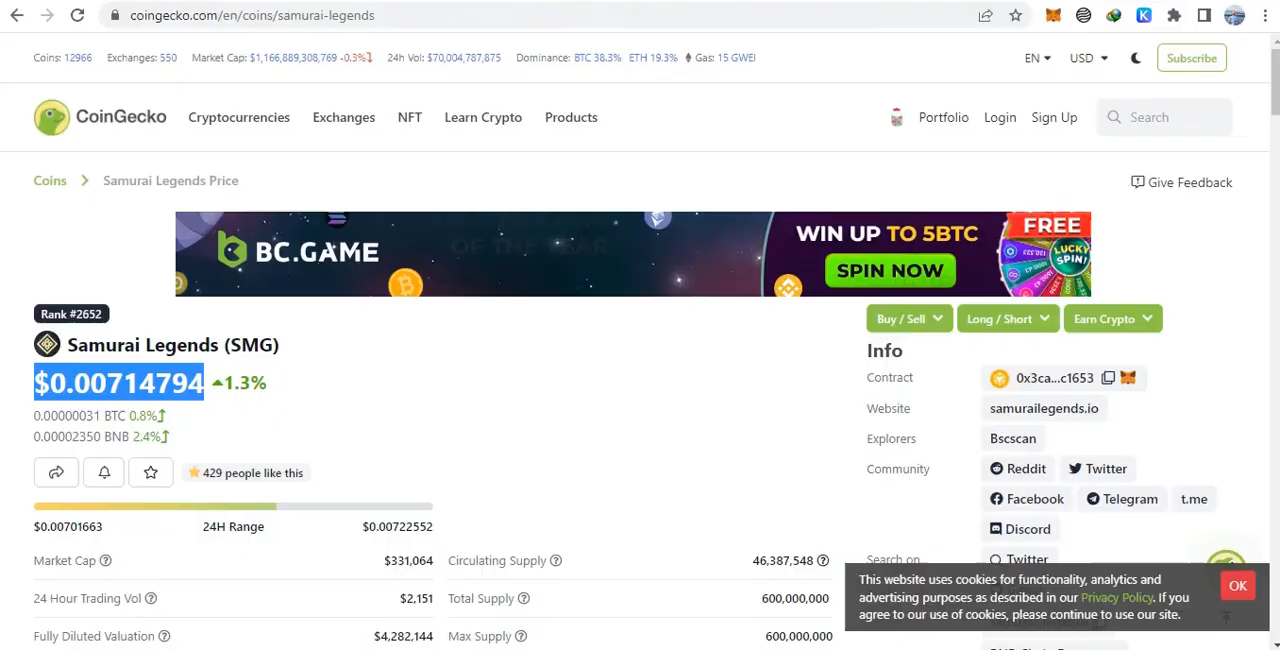 coingecko.com/en/coins/samurai-legends
Coins: 12966 Exchanges: 550 Market Cap: $1,166,889,308,769 -0.3% 24h Vol: $70,004,787,875 Dominance: BTC 38.3% ETH 19.3% Gas: 15 GWEI
EN USD Subscribe
CoinGecko Cryptocurrencies Exchanges NFT Learn Crypto Products Portfolio Login Sign Up Search
Coins Samurai Legends Price Give Feedback
BC.GAME OF THE YEAR WIN UP TO 5BTC SPIN NOW FREE LUCKY SPIN!
Rank #2652
Samurai Legends (SMG)
$0.00714794 1.3%
0.00000031 BTC 0.8%
0.00002350 BNB 2.4%
429 people like this
$0.00701663 24H Range $0.00722552
Market Cap $331,064 Circulating Supply 46,387,548
24 Hour Trading Vol $2,151 Total Supply 600,000,000
Fully Diluted Valuation $4,282,144 Max Supply 600,000,000
Buy / Sell Long / Short Earn Crypto
Info
Contract 0x3ca...c1653
Website samurailegends.io
Explorers Bscscan
Community Reddit Twitter
Facebook Telegram t.me
Discord
Search on Twitter
This website uses cookies for functionality, analytics and
advertising purposes as described in our Privacy Policy. If you
agree to our use of cookies, please continue to use our site.
OK